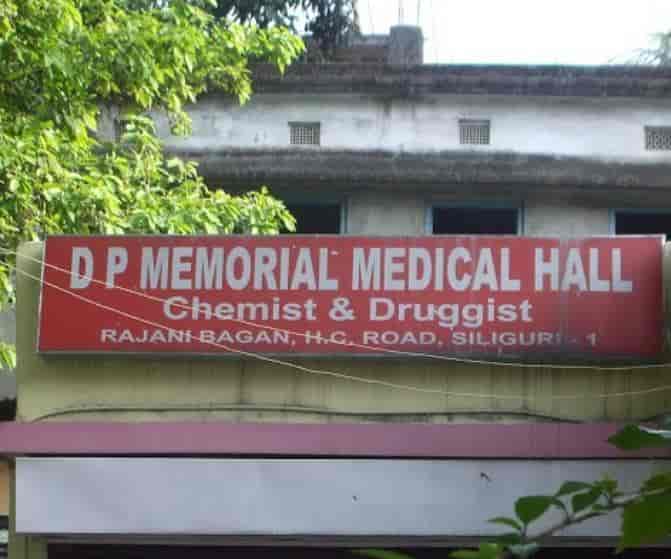 D P MEMORIAL MEDICAL HALL
Chemist & Druggist
RAJANI BAGAN, H.C. ROAD, SILIGURI - 1